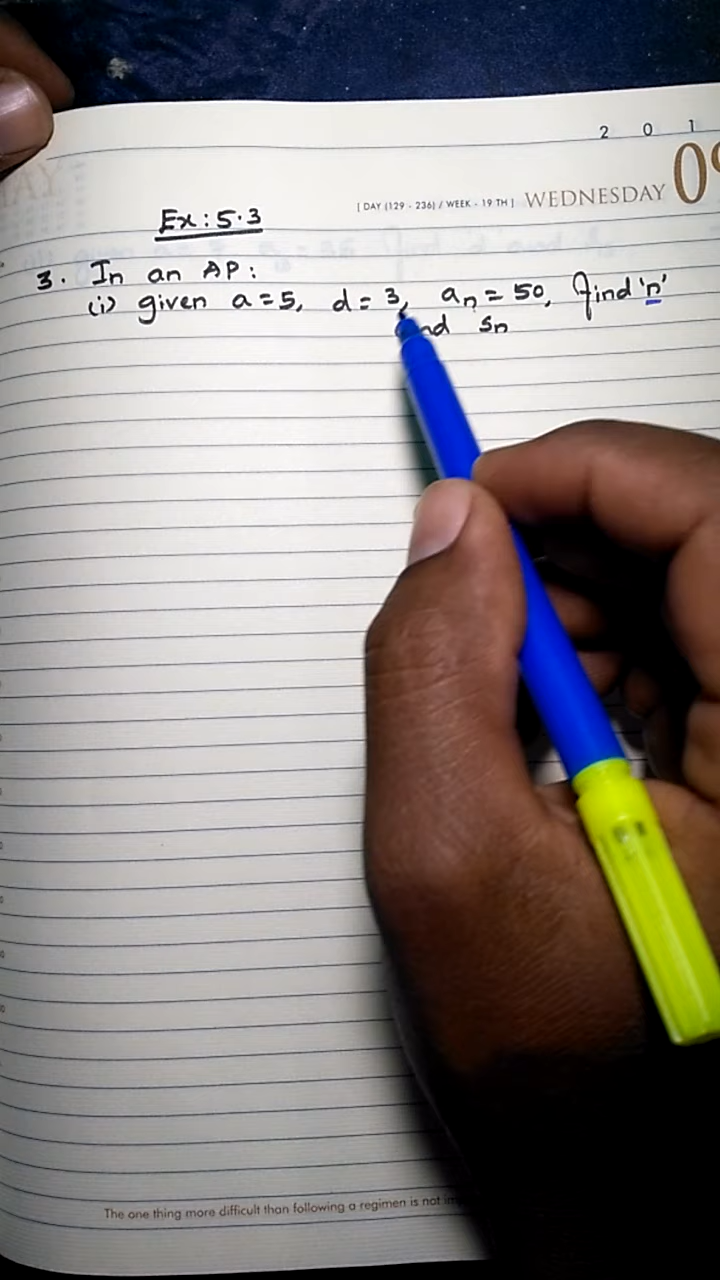 2 0 1
[ DAY (129 - 236) / WEEK - 19 TH ] WEDNESDAY
Ex: 5.3
3. In an AP:
(i) given a = 5, d = 3, an = 50, find 'n'
and Sn
The one thing more difficult than following a regimen is not